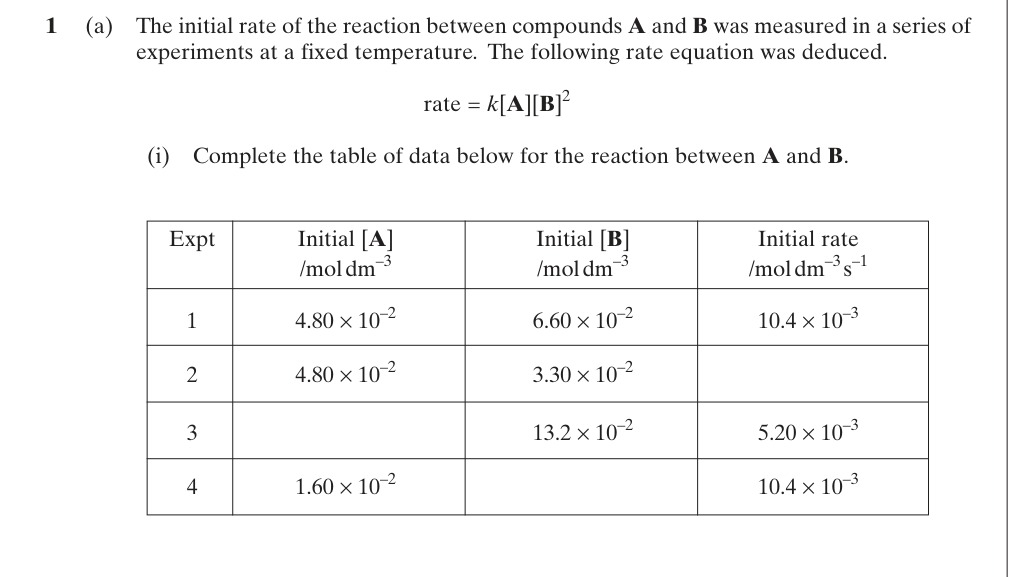 1 (a) The initial rate of the reaction between compounds A and B was measured in a series of
experiments at a fixed temperature. The following rate equation was deduced.
rate = k[A][B]²
(i) Complete the table of data below for the reaction between A and B.
Expt Initial [A] Initial [B] Initial rate
/mol dm⁻³ /mol dm⁻³ /mol dm⁻³ s⁻¹
1 4.80 × 10⁻² 6.60 × 10⁻² 10.4 × 10⁻³
2 4.80 × 10⁻² 3.30 × 10⁻²
3 13.2 × 10⁻² 5.20 × 10⁻³
4 1.60 × 10⁻² 10.4 × 10⁻³